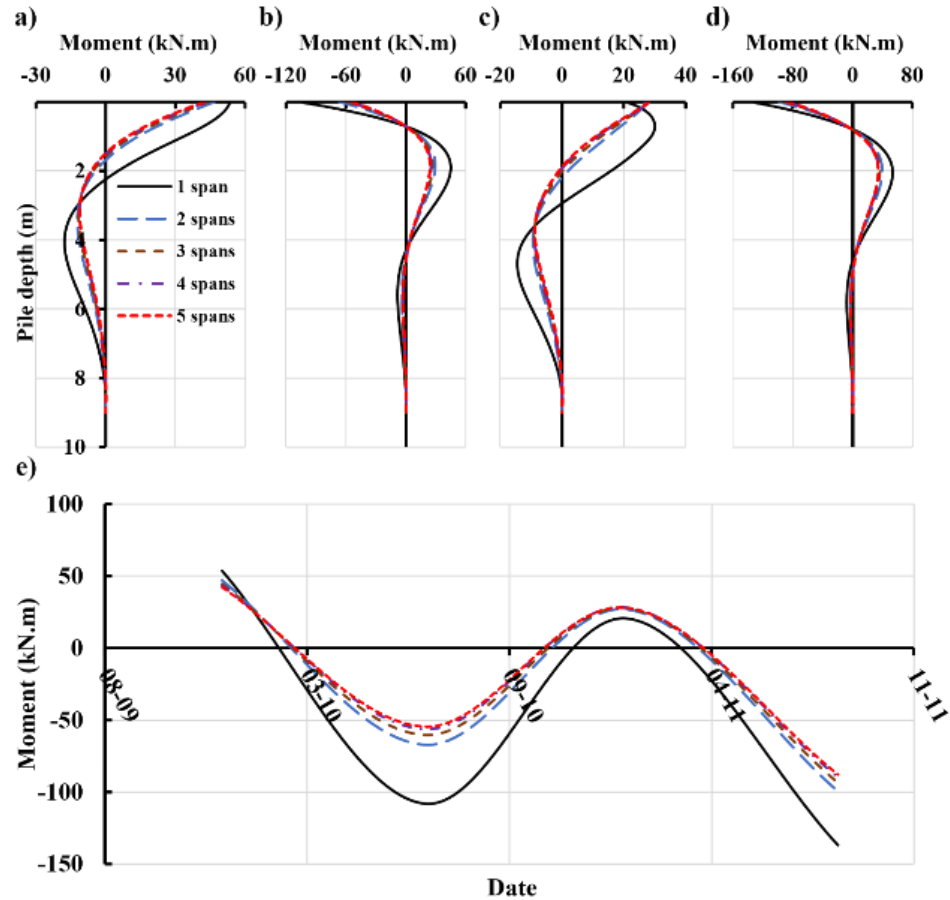 a) b) c) d)
Moment (kN.m) Moment (kN.m) Moment (kN.m) Moment (kN.m)
-30 0 30 60 -120 -60 0 60 -20 0 20 40 -160 -80 0 80
Pile depth (m)
2
4
6
8
10
1 span
2 spans
3 spans
4 spans
5 spans
e)
Moment (kN.m)
100
50
0
-50
-100
-150
08-09 03-10 09-10 04-11 11-11
Date